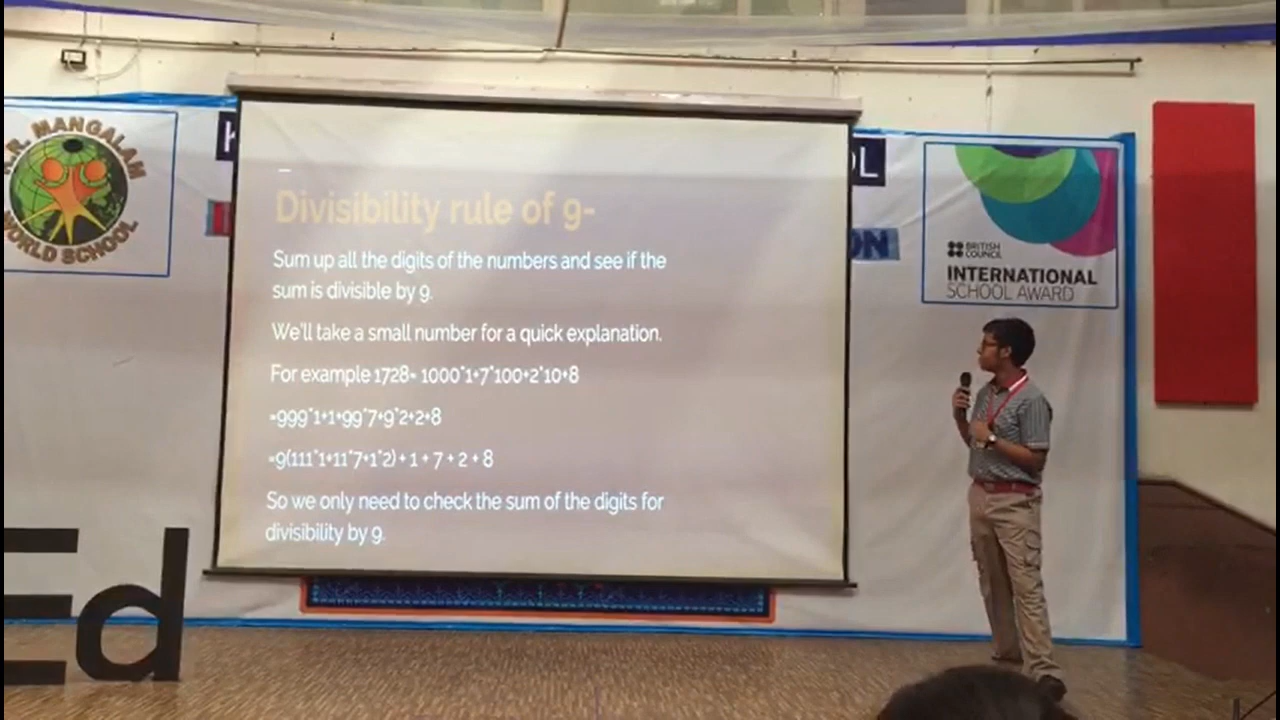 K.R. MANGALAM
WORLD SCHOOL
Divisibility rule of 9-
Sum up all the digits of the numbers and see if the
sum is divisible by 9.
We'll take a small number for a quick explanation.
For example 1728= 1000*1+7*100+2*10+8
=999*1+1+99*7+9*2+2+8
=9(111*1+11*7+1*2) + 1 + 7 + 2 + 8
So we only need to check the sum of the digits for
divisibility by 9.
BRITISH
COUNCIL
INTERNATIONAL
SCHOOL AWARD
Ed